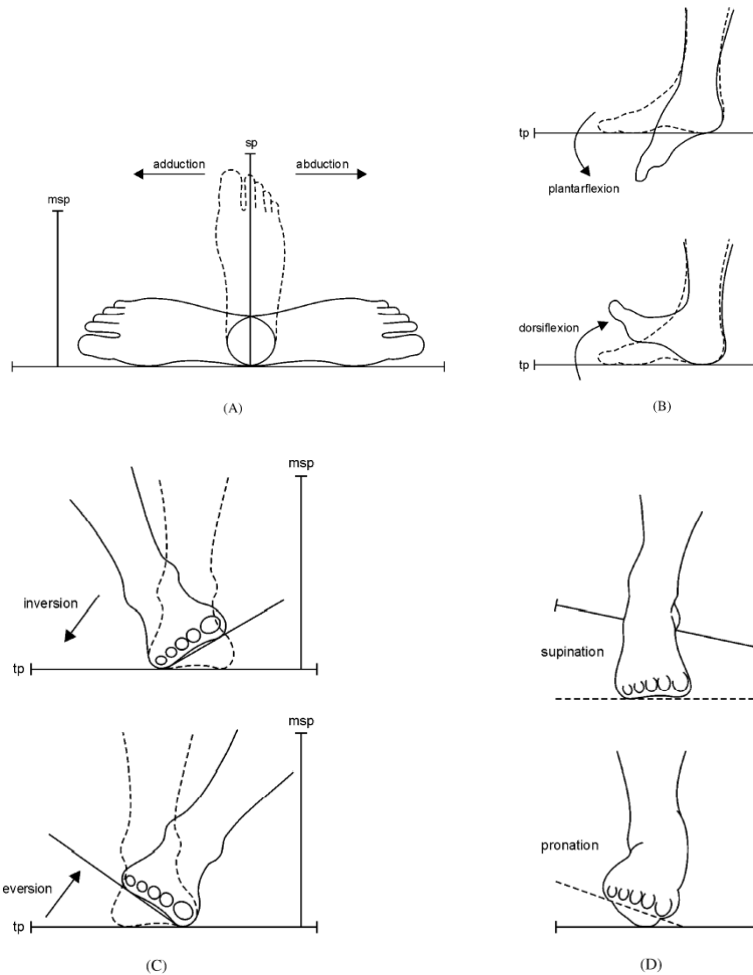 sp
adduction
abduction
msp
(A)
tp
plantarflexion
dorsiflexion
tp
(B)
msp
inversion
tp
msp
eversion
tp
(C)
supination
pronation
(D)